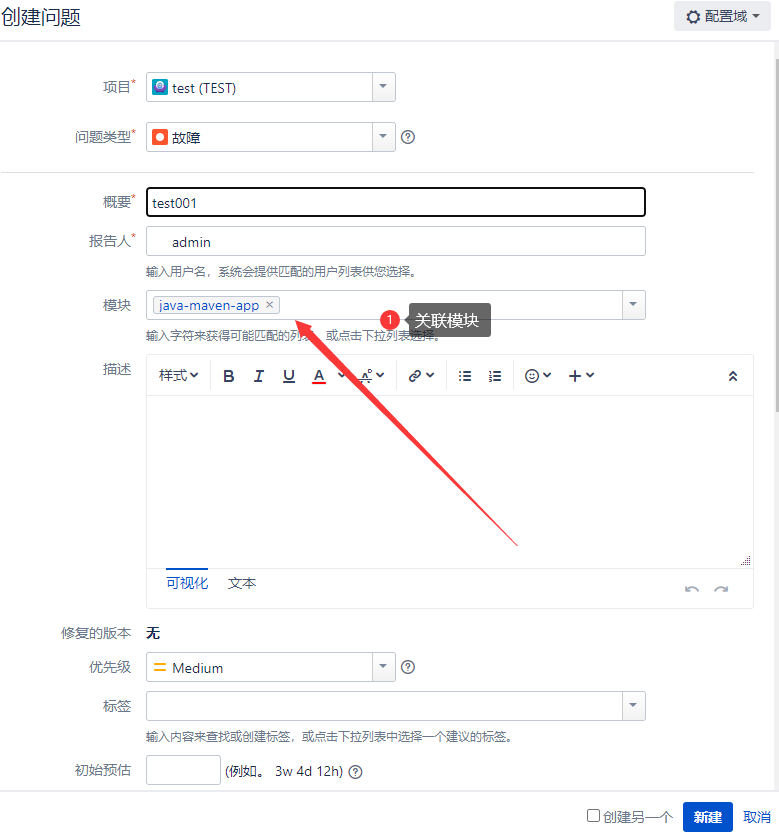 创建问题
配置域
项目*
test (TEST)
问题类型*
故障
概要*
test001
报告人*
admin
输入用户名，系统会提供匹配的用户列表供您选择。
模块
java-maven-app ×
1 关联模块
输入字符来获得可能匹配的列表，或点击下拉列表选择。
描述
样式 B I U A
可视化 文本
修复的版本 无
优先级
Medium
标签
输入内容来查找或创建标签，或点击下拉列表中选择一个建议的标签。
初始预估
(例如。 3w 4d 12h)
创建另一个 新建 取消